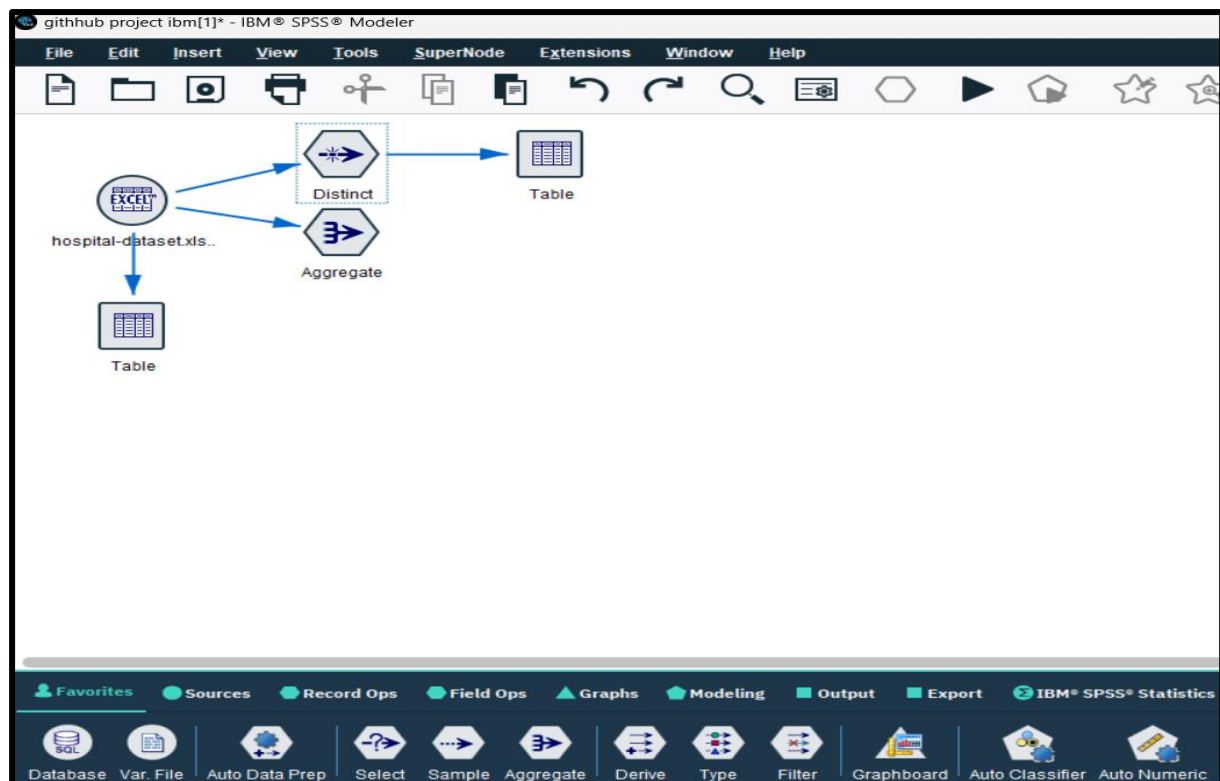 githhub project ibm[1]* - IBM® SPSS® Modeler
File Edit Insert View Tools SuperNode Extensions Window Help
Distinct
Table
EXCEL™
hospital-dataset.xls..
Aggregate
Table
Favorites Sources Record Ops Field Ops Graphs Modeling Output Export IBM® SPSS® Statistics
SQL
Database Var. File Auto Data Prep Select Sample Aggregate Derive Type Filter Graphboard Auto Classifier Auto Numeric